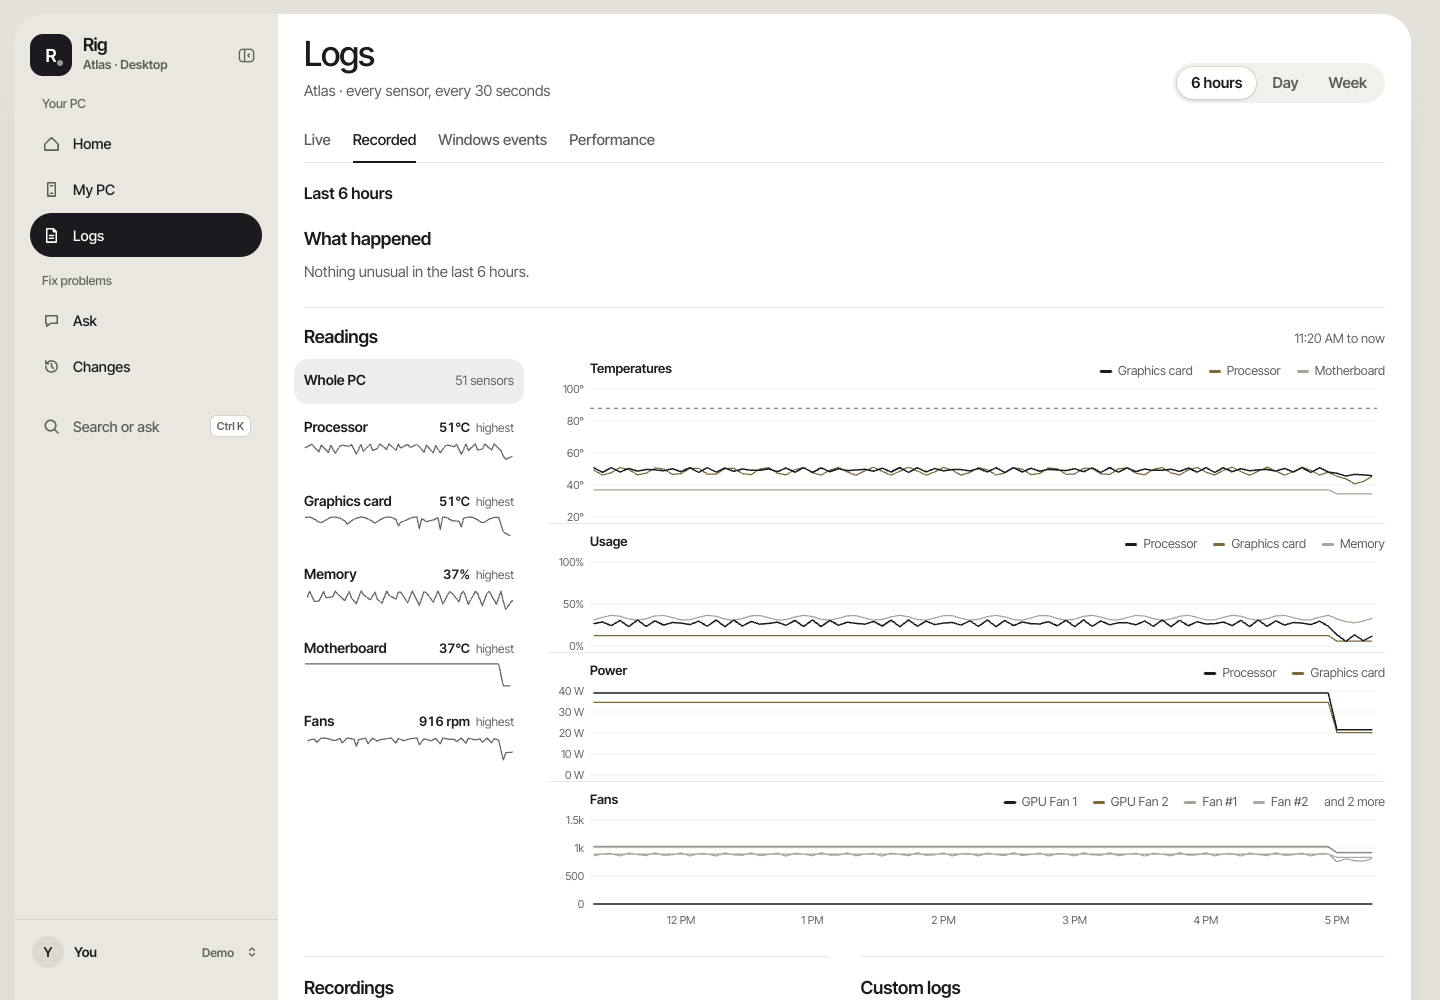 R.
Rig
Atlas · Desktop
Your PC
Home
My PC
Logs
Fix problems
Ask
Changes
Search or ask
Ctrl K
Y
You
Demo
Logs
Atlas · every sensor, every 30 seconds
6 hours
Day
Week
Live
Recorded
Windows events
Performance
Last 6 hours
What happened
Nothing unusual in the last 6 hours.
Readings
11:20 AM to now
Whole PC
51 sensors
Processor
51°C highest
Graphics card
51°C highest
Memory
37% highest
Motherboard
37°C highest
Fans
916 rpm highest
Temperatures
Graphics card
Processor
Motherboard
100°
80°
60°
40°
20°
Usage
Processor
Graphics card
Memory
100%
50%
0%
Power
Processor
Graphics card
40 W
30 W
20 W
10 W
0 W
Fans
GPU Fan 1
GPU Fan 2
Fan #1
Fan #2
and 2 more
1.5k
1k
500
0
12 PM
1 PM
2 PM
3 PM
4 PM
5 PM
Recordings
Custom logs